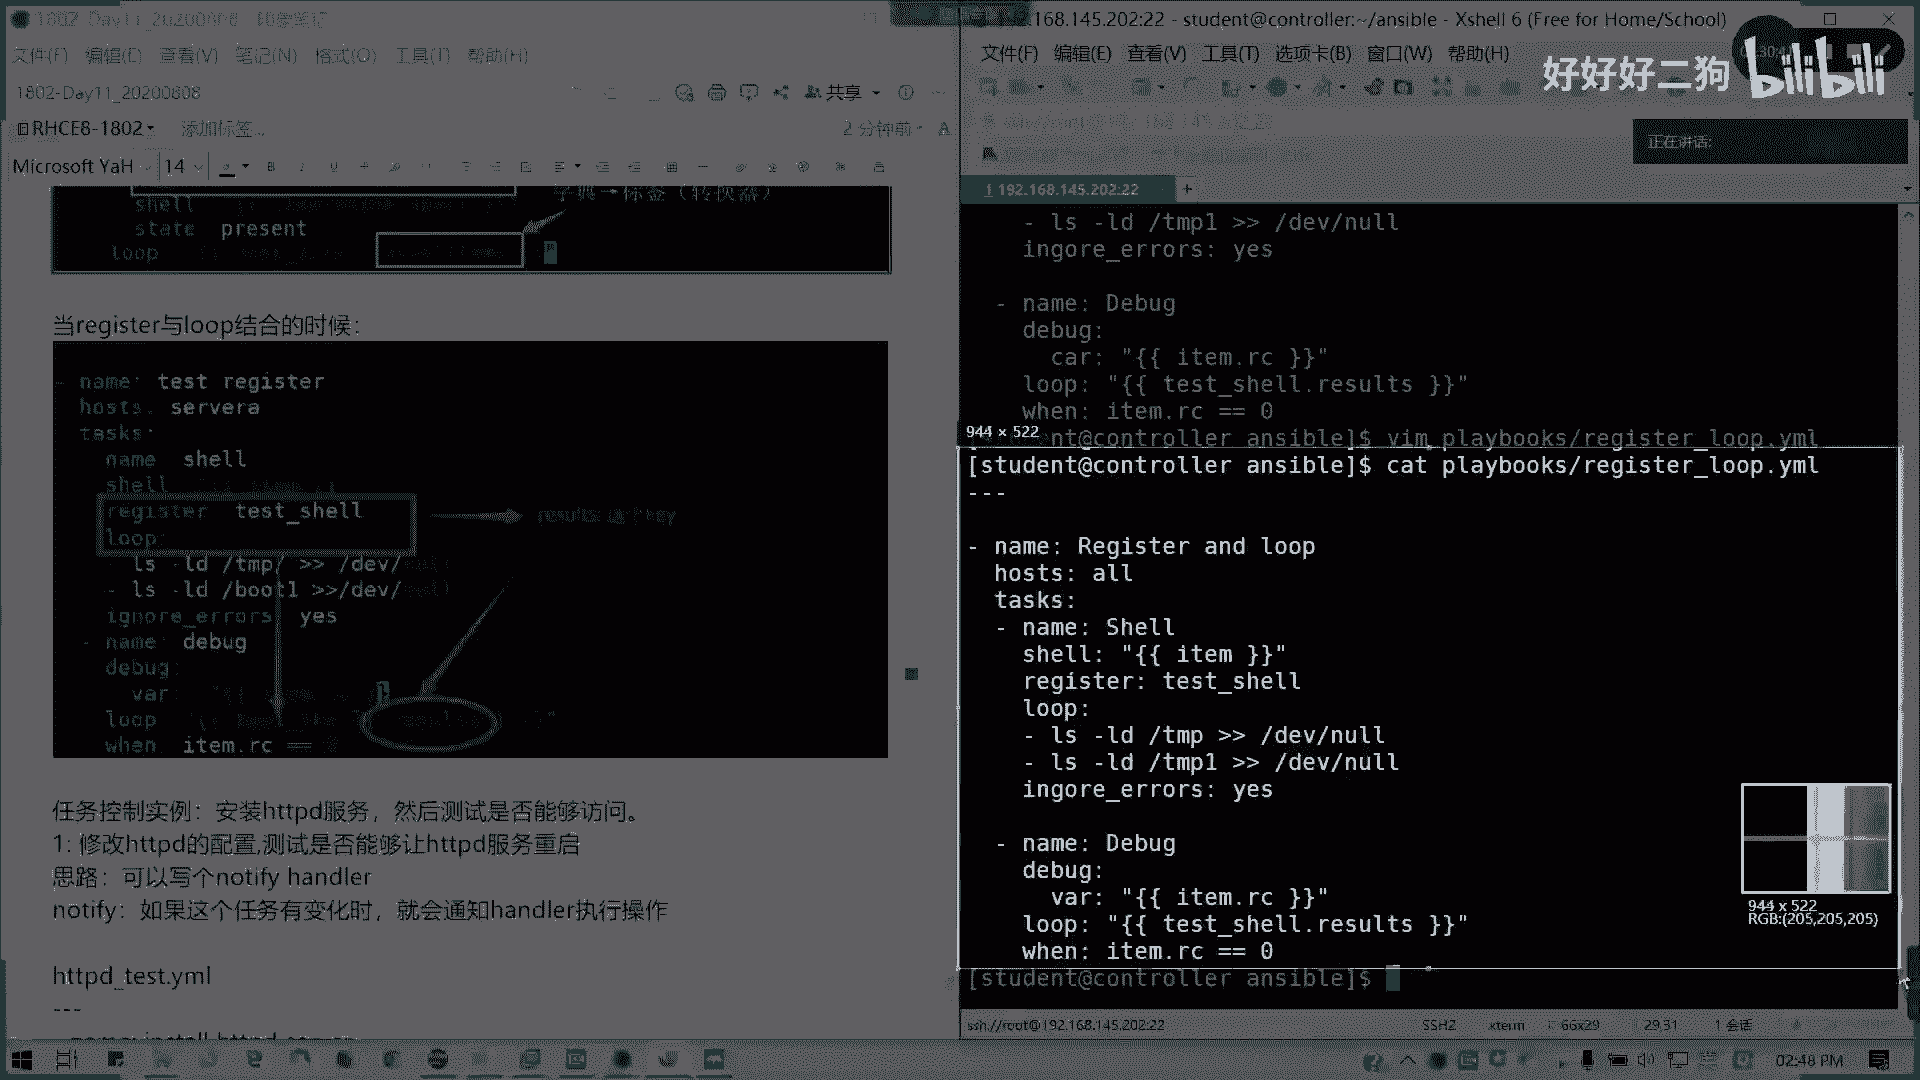 1802-Day11_20200808 - 印象笔记
文件(F) 编辑(E) 查看(V) 笔记(N) 格式(O) 工具(T) 帮助(H)
1802-Day11_20200808
共享
RHCE8-1802
添加标签...
2 分钟前
Microsoft YaH
14
字典→标签（转换器）
shell
state present
loop
当register与loop结合的时候:
- name: test register
hosts: servera
tasks:
name shell
shell
register test_shell
results 这个key
loop:
- ls -ld /tmp/ >> /dev/
- ls -ld /boot1 >>/dev/
ignore_errors yes
- name debug
debug:
var:
loop
when item.rc ==
任务控制实例：安装httpd服务，然后测试是否能够访问。
1: 修改httpd的配置,测试是否能够让httpd服务重启
思路：可以写个notify handler
notify：如果这个任务有变化时，就会通知handler执行操作
httpd_test.yml
---
168.145.202:22 - student@controller:~/ansible - Xshell 6 (Free for Home/School)
文件(F) 编辑(E) 查看(V) 工具(T) 选项卡(B) 窗口(W) 帮助(H)
好好好二狗 bilibili
正在讲话:
1 192.168.145.202:22
+
- ls -ld /tmp1 >> /dev/null
ingore_errors: yes
- name: Debug
debug:
car: "{{ item.rc }}"
loop: "{{ test_shell.results }}"
when: item.rc == 0
944 × 522
nt@controller ansible]$ vim playbooks/register_loop.yml
[student@controller ansible]$ cat playbooks/register_loop.yml
---
- name: Register and loop
hosts: all
tasks:
- name: Shell
shell: "{{ item }}"
register: test_shell
loop:
- ls -ld /tmp >> /dev/null
- ls -ld /tmp1 >> /dev/null
ingore_errors: yes
- name: Debug
debug:
var: "{{ item.rc }}"
loop: "{{ test_shell.results }}"
when: item.rc == 0
944 x 522
RGB:(205,205,205)
[student@controller ansible]$
ssh://root@192.168.145.202:22
SSH2
xterm
66x29
29,31
1 会话
02:48 PM